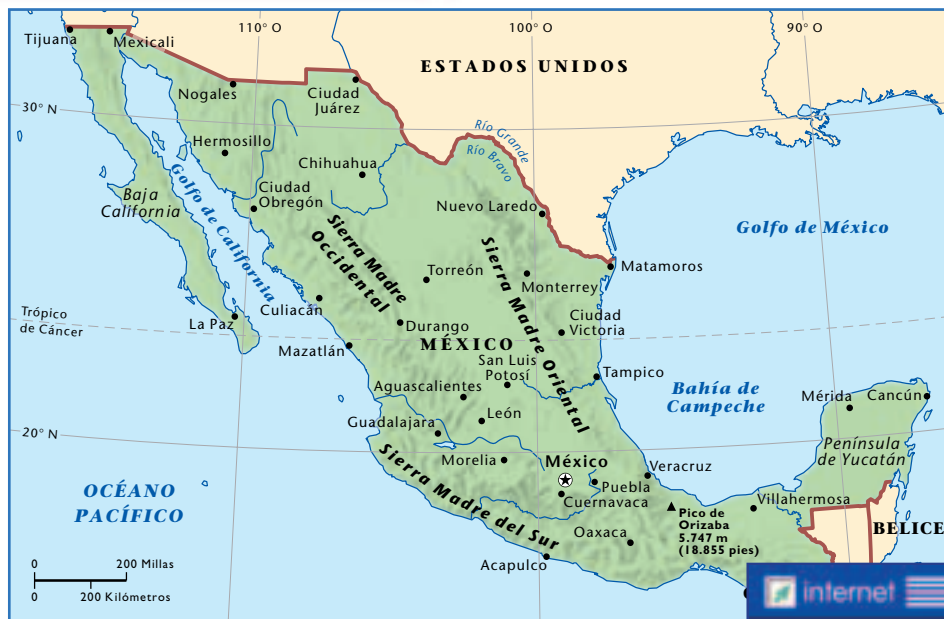 110° O
100° O
90° O
Tijuana
Mexicali
ESTADOS UNIDOS
Nogales
Ciudad
Juárez
30° N
Río Grande
Río Bravo
Hermosillo
Chihuahua
Golfo de California
Baja
California
Ciudad
Obregón
Nuevo Laredo
Golfo de México
Sierra Madre
Occidental
Sierra Madre Oriental
Torreón
Matamoros
Monterrey
Culiacán
Trópico
de Cáncer
La Paz
Durango
Ciudad
Victoria
MÉXICO
Mazatlán
San Luis
Potosí
Tampico
Aguascalientes
Bahía de
Campeche
Mérida
Cancún
León
Guadalajara
20° N
Península
de Yucatán
Morelia
México
Veracruz
Sierra Madre del Sur
Puebla
Cuernavaca
Villahermosa
OCÉANO
PACÍFICO
Pico de
Orizaba
5.747 m
(18.855 pies)
BELICE
Oaxaca
Acapulco
0 200 Millas
0 200 Kilómetros
internet